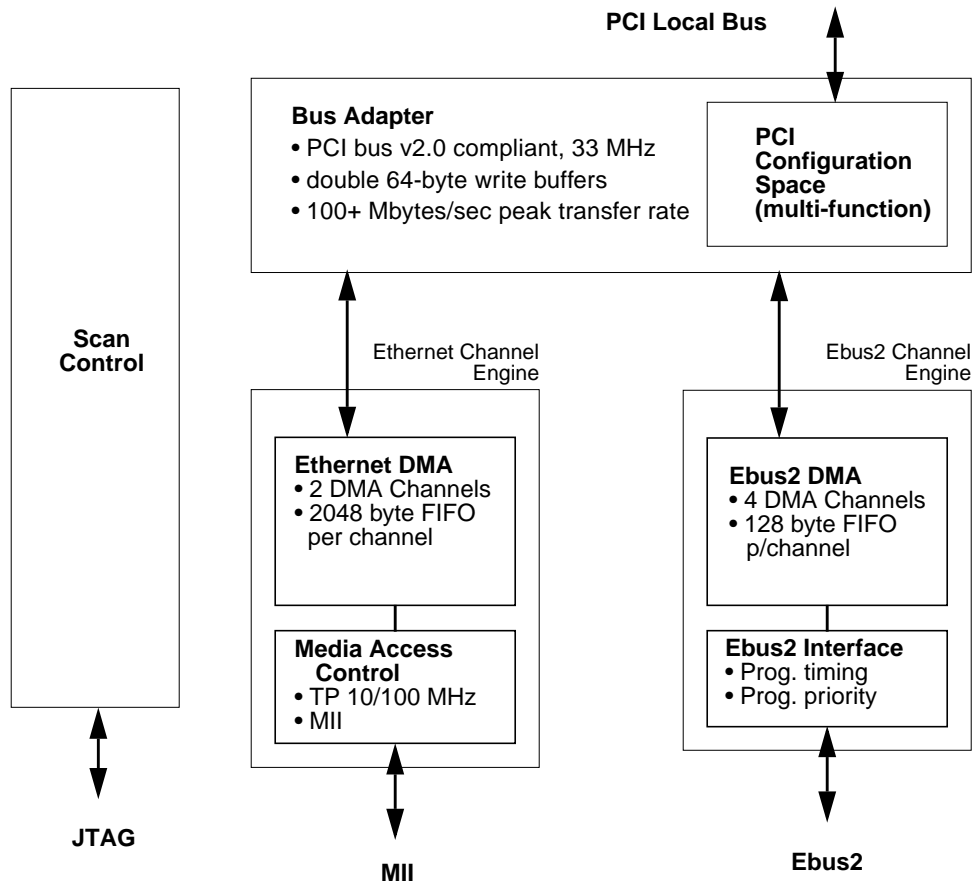 PCI Local Bus
Bus Adapter
• PCI bus v2.0 compliant, 33 MHz
• double 64-byte write buffers
• 100+ Mbytes/sec peak transfer rate
PCI
Configuration
Space
(multi-function)
Scan
Control
Ethernet Channel
Engine
Ebus2 Channel
Engine
Ethernet DMA
• 2 DMA Channels
• 2048 byte FIFO
per channel
Ebus2 DMA
• 4 DMA Channels
• 128 byte FIFO
p/channel
Media Access
Control
• TP 10/100 MHz
• MII
Ebus2 Interface
• Prog. timing
• Prog. priority
JTAG
MII
Ebus2